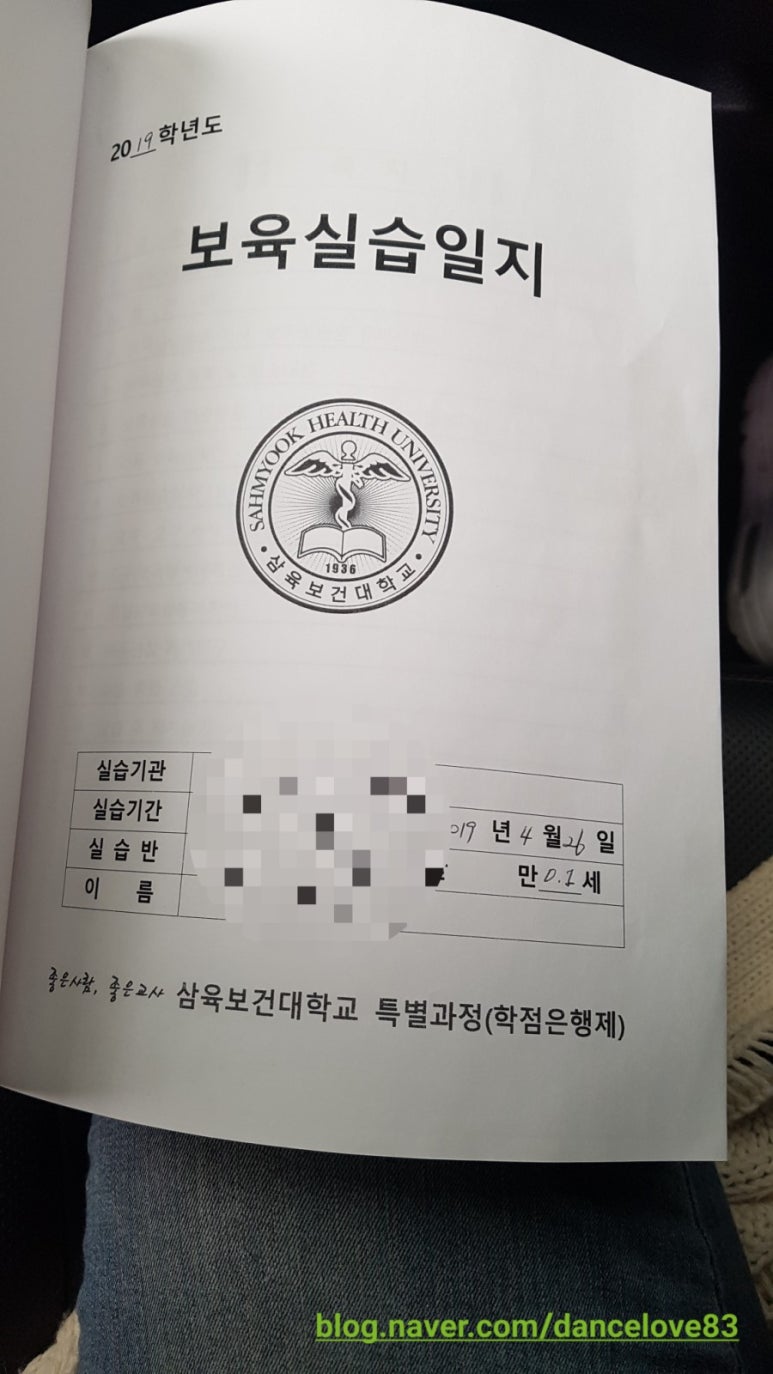 2019학년도
보육실습일지
SAHMYOOK HEALTH UNIVERSITY
1936
삼육보건대학교
실습기관
실습기간 2019 년 4 월 26 일
실 습 반 만 0.1 세
이 름
좋은사람, 좋은교사 삼육보건대학교 특별과정(학점은행제)
blog.naver.com/dancelove83